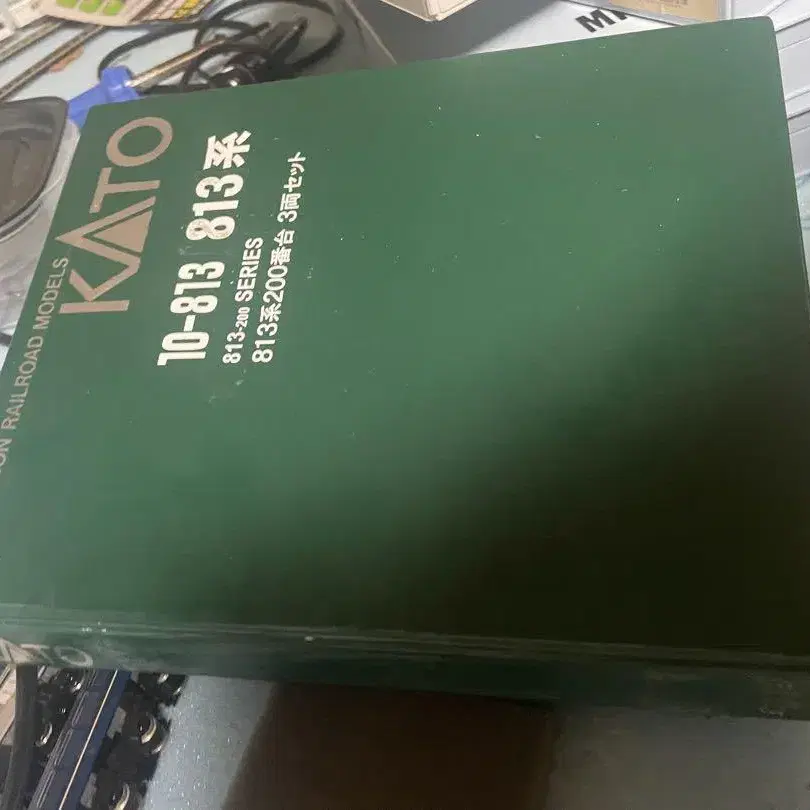 RAILROAD MODELS
KATO
10-813 813系
813-200 SERIES
813系200番台 3両セット
ATO